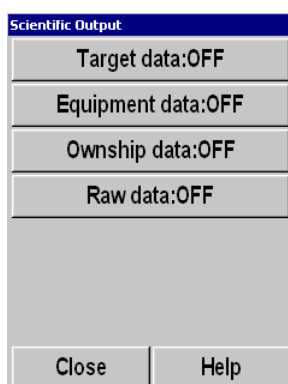 Scientific Output
Target data:OFF
Equipment data:OFF
Ownship data:OFF
Raw data:OFF
Close Help